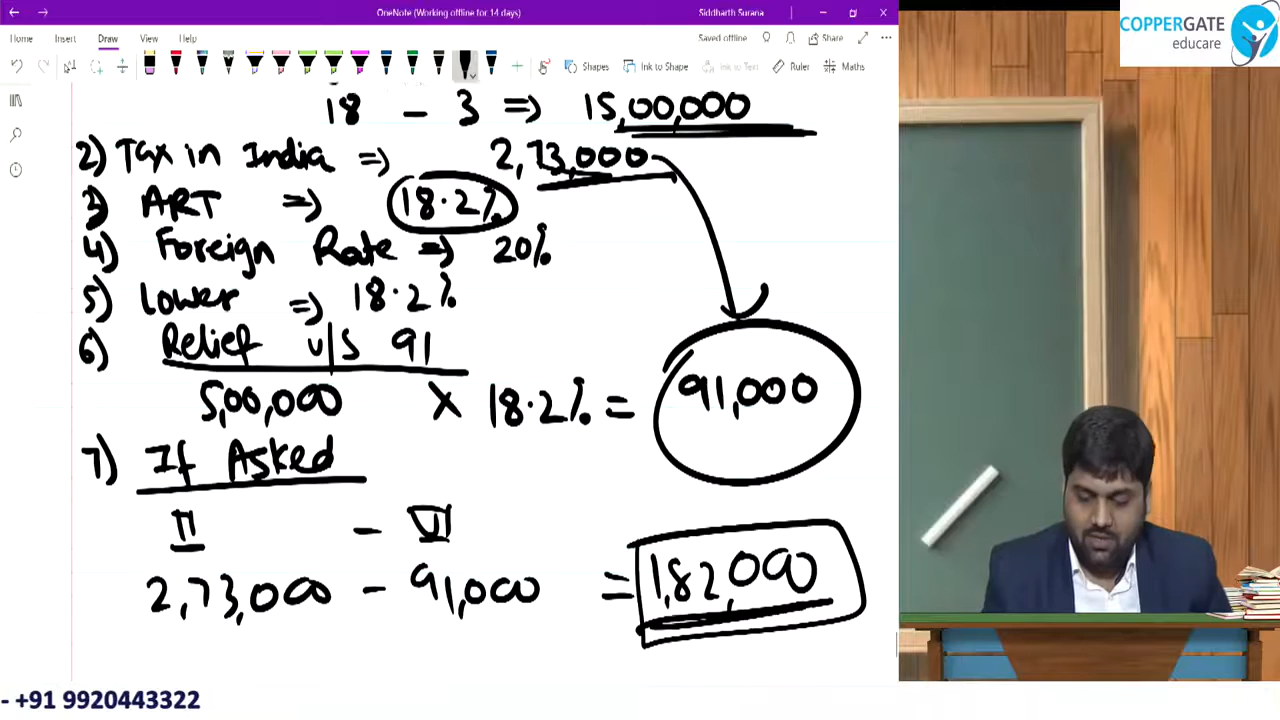 OneNote (Working offline for 14 days)
Siddharth Surana
Home Insert Draw View Help
Saved offline
Share
Shapes
Ink to Shape
Ink to Text
Ruler
Maths
COPPERGATE
educare
18 - 3 => 15,00,000
2) Tax in India => 2,73,000
3) ART => 18.2%
4) Foreign Rate => 20%
5) Lower => 18.2%
6) Relief u/s 91
5,00,000 x 18.2% = 91,000
7) If Asked
II - VI
2,73,000 - 91,000 = 1,82,000
- +91 9920443322